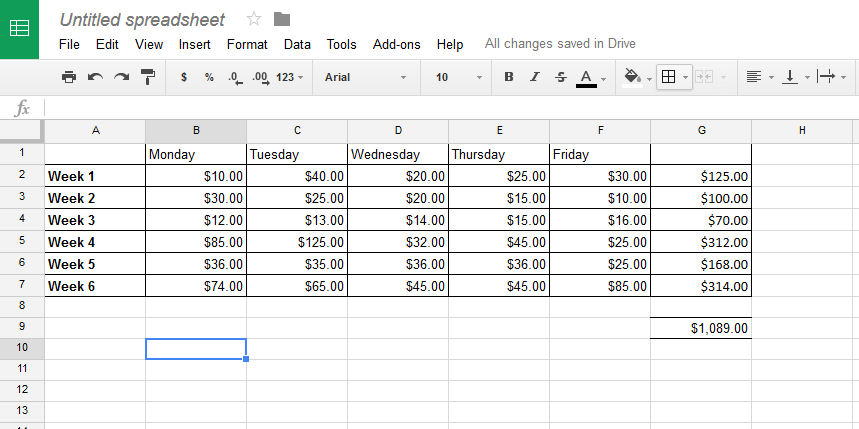 Untitled spreadsheet
File Edit View Insert Format Data Tools Add-ons Help All changes saved in Drive
$ % .0 .00 123 Arial 10 B I S A
fx
A B C D E F G H
1 Monday Tuesday Wednesday Thursday Friday
2 Week 1 $10.00 $40.00 $20.00 $25.00 $30.00 $125.00
3 Week 2 $30.00 $25.00 $20.00 $15.00 $10.00 $100.00
4 Week 3 $12.00 $13.00 $14.00 $15.00 $16.00 $70.00
5 Week 4 $85.00 $125.00 $32.00 $45.00 $25.00 $312.00
6 Week 5 $36.00 $35.00 $36.00 $36.00 $25.00 $168.00
7 Week 6 $74.00 $65.00 $45.00 $45.00 $85.00 $314.00
8
9 $1,089.00
10
11
12
13